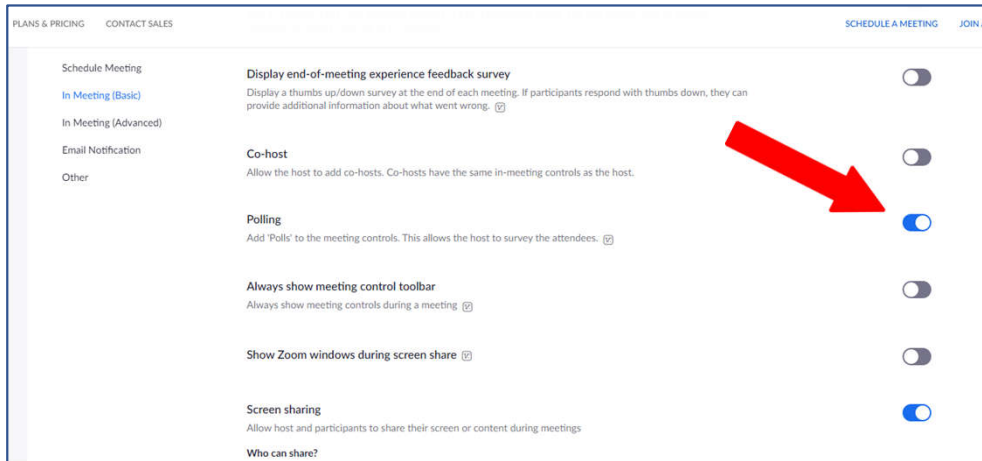 PLANS & PRICING CONTACT SALES SCHEDULE A MEETING JOIN
Schedule Meeting
In Meeting (Basic)
In Meeting (Advanced)
Email Notification
Other
Display end-of-meeting experience feedback survey
Display a thumbs up/down survey at the end of each meeting. If participants respond with thumbs down, they can
provide additional information about what went wrong.
Co-host
Allow the host to add co-hosts. Co-hosts have the same in-meeting controls as the host.
Polling
Add 'Polls' to the meeting controls. This allows the host to survey the attendees.
Always show meeting control toolbar
Always show meeting controls during a meeting
Show Zoom windows during screen share
Screen sharing
Allow host and participants to share their screen or content during meetings
Who can share?